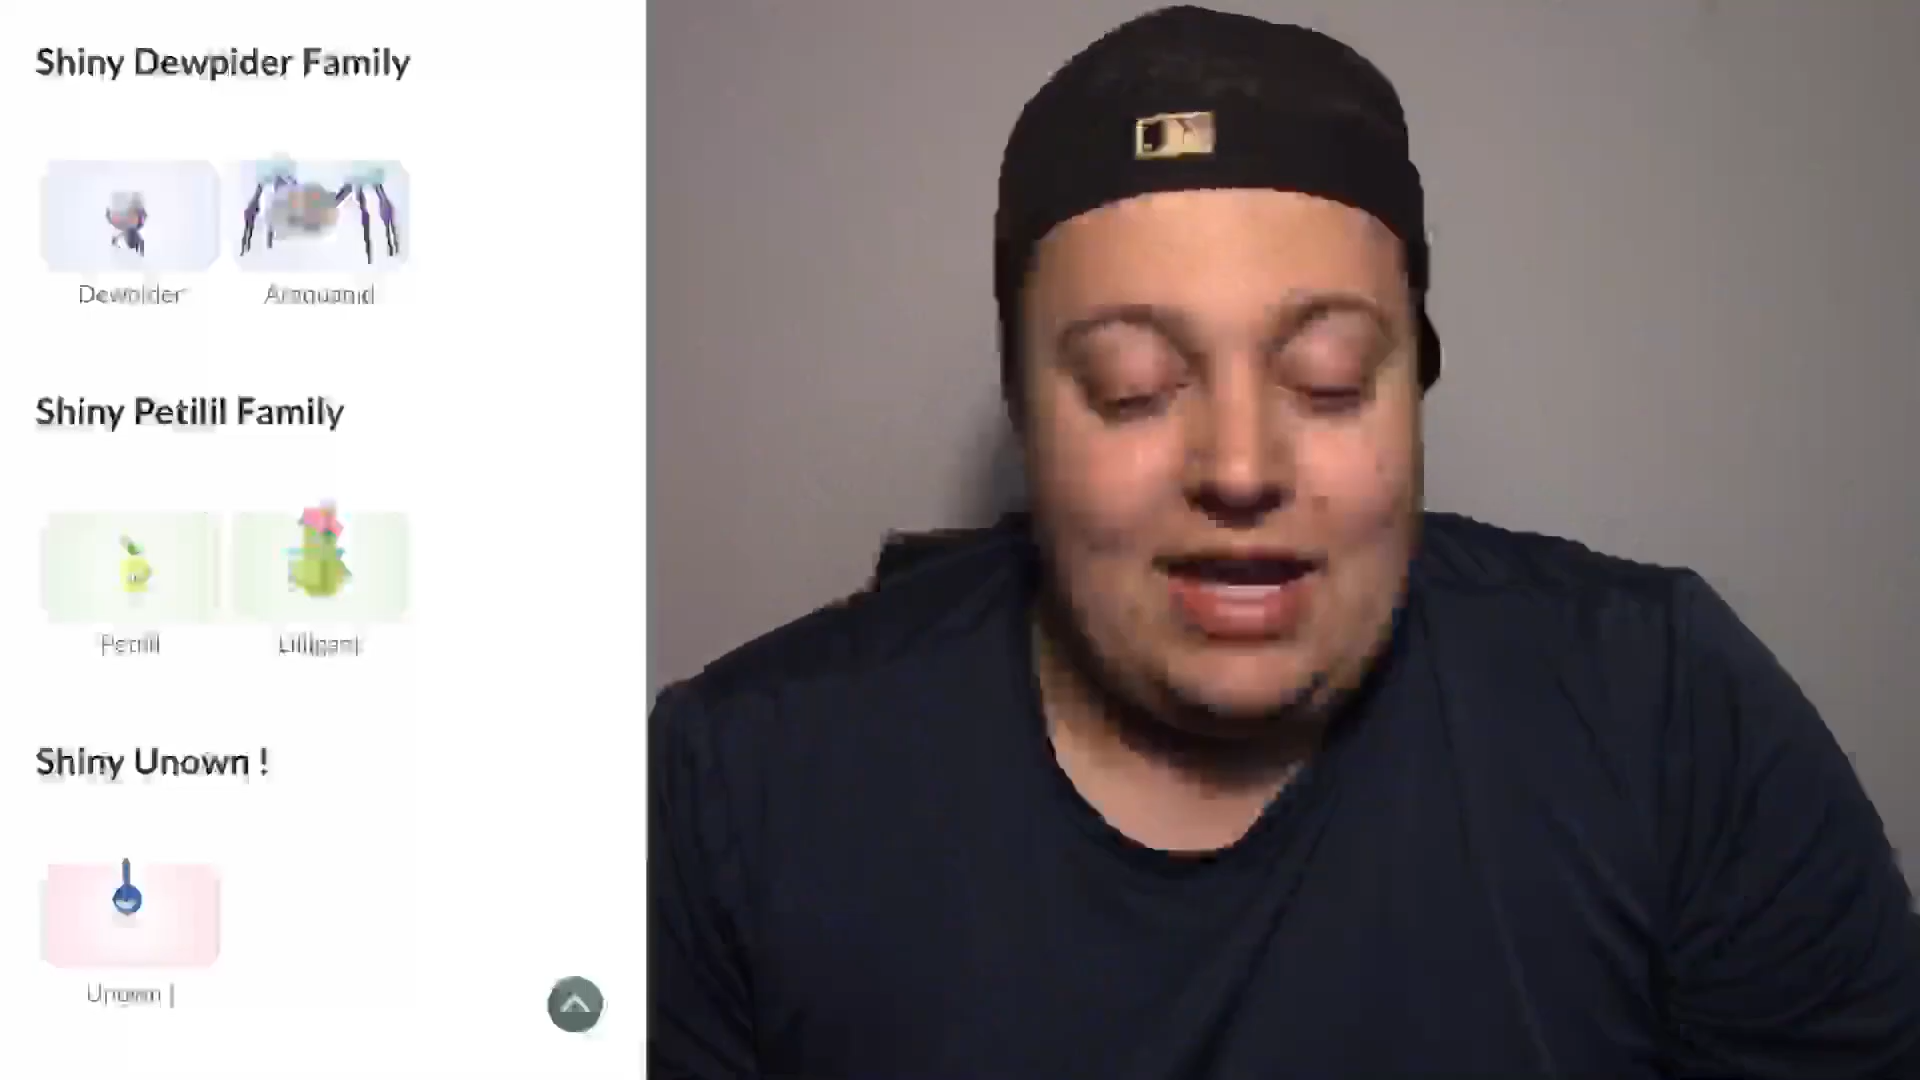 Shiny Dewpider Family
Dewpider
Araquanid
Shiny Petilil Family
Petilil
Lilligant
Shiny Unown !
Unown !